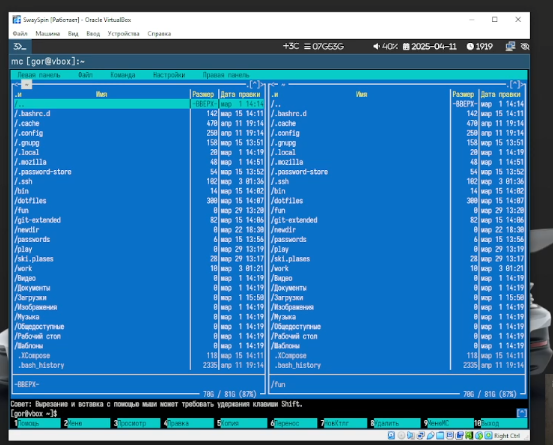 SwaySpin [Работает] - Oracle VirtualBox
Файл Машина Вид Ввод Устройства Справка
+3C 07G53G 40% 2025-04-11 1919
mc [gor@vbox]:~
Левая панель Файл Команда Настройки Правая панель
.и Имя Размер Дата правки .и Имя Размер Дата правки
/.. -ВВЕРХ- мар 1 14:14 /.. -ВВЕРХ- мар 1 14:14
/.bashrc.d 142 мар 15 14:11 /.bashrc.d 142 мар 15 14:11
/.cache 470 апр 11 19:14 /.cache 470 апр 11 19:14
/.config 250 апр 11 19:14 /.config 250 апр 11 19:14
/.gnupg 158 мар 15 13:51 /.gnupg 158 мар 15 13:51
/.local 20 мар 1 14:19 /.local 20 мар 1 14:19
/.mozilla 48 мар 1 14:51 /.mozilla 48 мар 1 14:51
/.password-store 54 мар 15 13:52 /.password-store 54 мар 15 13:52
/.ssh 102 мар 3 01:36 /.ssh 102 мар 3 01:36
/bin 14 мар 15 14:02 /bin 14 мар 15 14:02
/dotfiles 300 мар 15 14:07 /dotfiles 300 мар 15 14:07
/fun 0 мар 29 13:20 /fun 0 мар 29 13:20
/git-extended 82 мар 15 14:06 /git-extended 82 мар 15 14:06
/newdir 0 мар 22 18:30 /newdir 0 мар 22 18:30
/passwords 6 мар 15 13:56 /passwords 6 мар 15 13:56
/play 0 мар 29 13:19 /play 0 мар 29 13:19
/ski.plases 28 мар 29 13:17 /ski.plases 28 мар 29 13:17
/work 10 мар 3 01:21 /work 10 мар 3 01:21
/Видео 0 мар 1 14:19 /Видео 0 мар 1 14:19
/Документы 0 мар 1 14:19 /Документы 0 мар 1 14:19
/Загрузки 0 мар 1 15:50 /Загрузки 0 мар 1 15:50
/Изображения 0 мар 1 14:19 /Изображения 0 мар 1 14:19
/Музыка 0 мар 1 14:19 /Музыка 0 мар 1 14:19
/Общедоступные 0 мар 1 14:19 /Общедоступные 0 мар 1 14:19
/Рабочий стол 0 мар 1 14:19 /Рабочий стол 0 мар 1 14:19
/Шаблоны 0 мар 1 14:19 /Шаблоны 0 мар 1 14:19
.XCompose 118 мар 15 14:11 .XCompose 118 мар 15 14:11
.bash_history 2335 апр 11 19:14 .bash_history 2335 апр 11 19:14
-ВВЕРХ- /fun
70G / 81G (87%) 70G / 81G (87%)
Совет: Вырезание и вставка с помощью мыши может требовать удержания клавиши Shift.
[gor@vbox ~]$ [^]
1Помощь 2Меню 3Просмотр 4Правка 5Копия 6Перенос 7НовКтлг 8Удалить 9МенюMC 10Выход
Right Ctrl